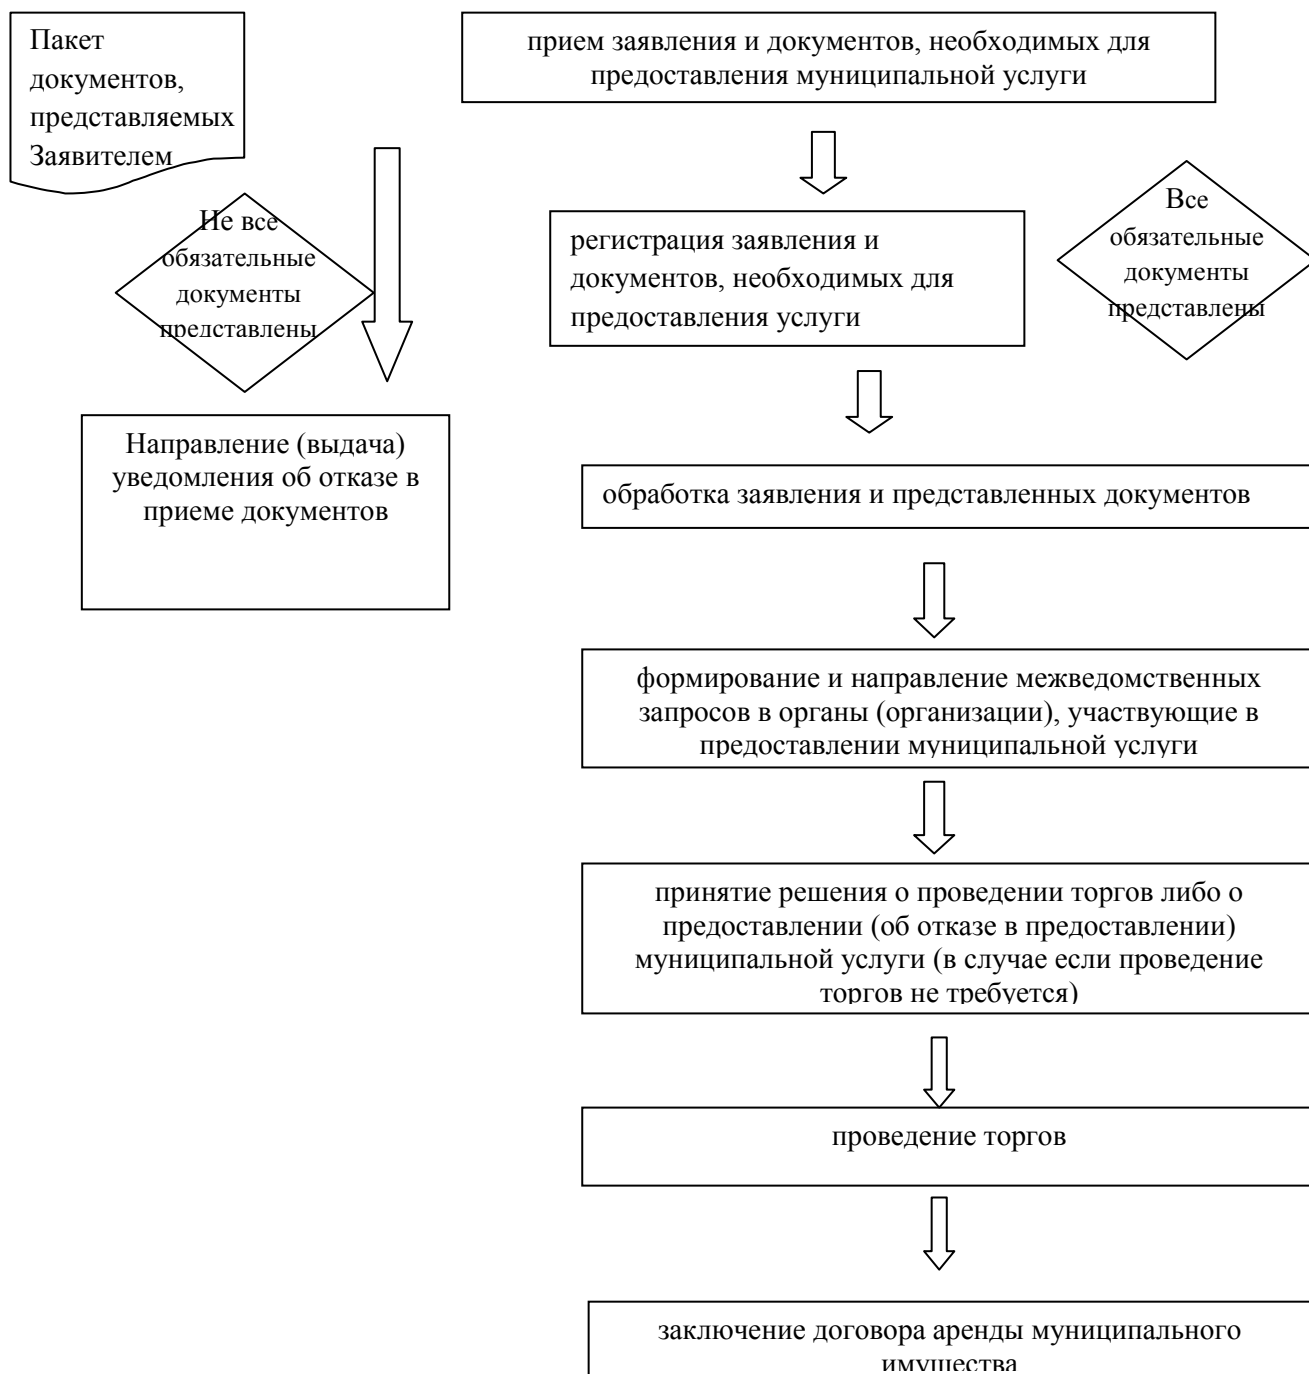 Пакет
документов,
представляемых
Заявителем
прием заявления и документов, необходимых для
предоставления муниципальной услуги
Не все
обязательные
документы
представлены
регистрация заявления и
документов, необходимых для
предоставления услуги
Все
обязательные
документы
представлены
Направление (выдача)
уведомления об отказе в
приеме документов
обработка заявления и представленных документов
формирование и направление межведомственных
запросов в органы (организации), участвующие в
предоставлении муниципальной услуги
принятие решения о проведении торгов либо о
предоставлении (об отказе в предоставлении)
муниципальной услуги (в случае если проведение
торгов не требуется)
проведение торгов
заключение договора аренды муниципального
имущества